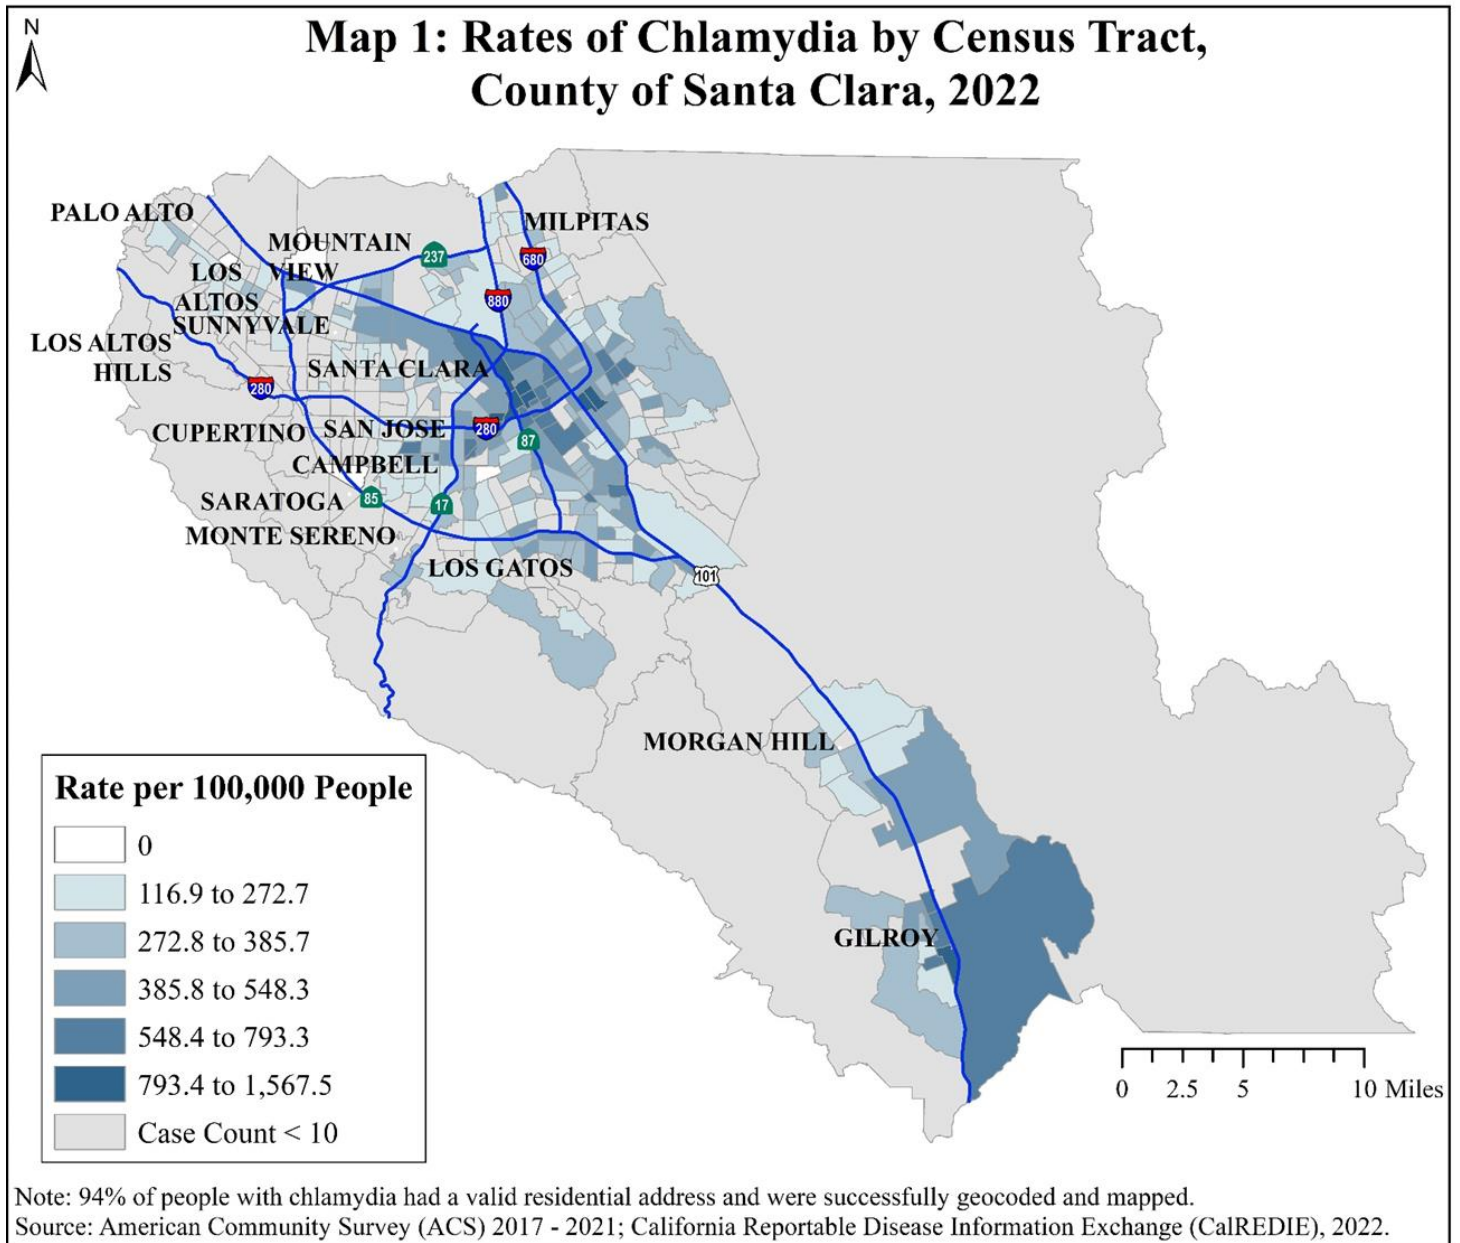 N
Map 1: Rates of Chlamydia by Census Tract,
County of Santa Clara, 2022
PALO ALTO
MILPITAS
MOUNTAIN
VIEW
237
680
LOS
ALTOS
880
SUNNYVALE
LOS ALTOS
HILLS
SANTA CLARA
280
CUPERTINO
SAN JOSE
280
87
CAMPBELL
SARATOGA
85
17
MONTE SERENO
LOS GATOS
101
MORGAN HILL
GILROY
Rate per 100,000 People
0
116.9 to 272.7
272.8 to 385.7
385.8 to 548.3
548.4 to 793.3
793.4 to 1,567.5
Case Count < 10
0 2.5 5 10 Miles
Note: 94% of people with chlamydia had a valid residential address and were successfully geocoded and mapped.
Source: American Community Survey (ACS) 2017 - 2021; California Reportable Disease Information Exchange (CalREDIE), 2022.